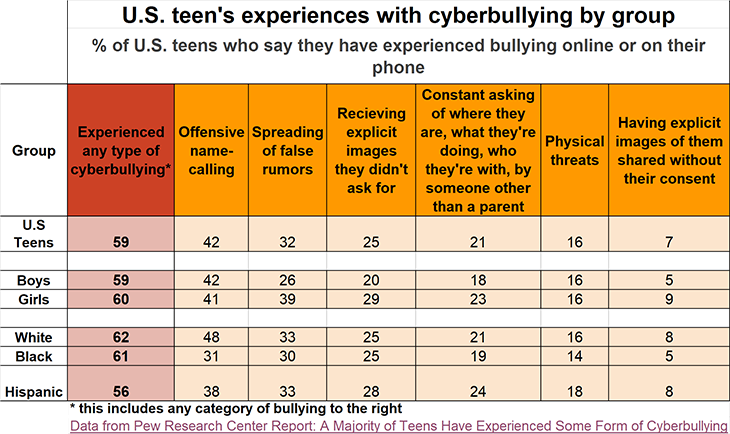 U.S. teen's experiences with cyberbullying by group
% of U.S. teens who say they have experienced bullying online or on their
phone
Group
Experienced
any type of
cyberbullying*
Offensive
name-
calling
Spreading
of false
rumors
Recieving
explicit
images
they didn't
ask for
Constant asking
of where they
are, what they're
doing, who
they're with, by
someone other
than a parent
Physical
threats
Having explicit
images of them
shared without
their consent
U.S
Teens 59 42 32 25 21 16 7
Boys 59 42 26 20 18 16 5
Girls 60 41 39 29 23 16 9
White 62 48 33 25 21 16 8
Black 61 31 30 25 19 14 5
Hispanic 56 38 33 28 24 18 8
* this includes any category of bullying to the right
Data from Pew Research Center Report: A Majority of Teens Have Experienced Some Form of Cyberbullying